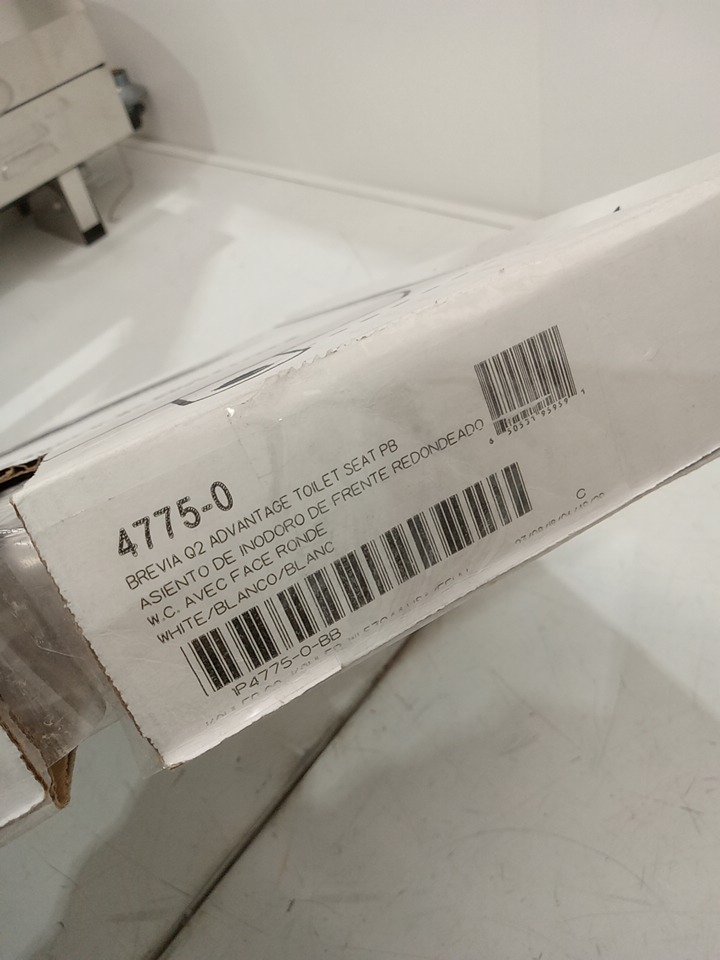 4775-0
BREVIA Q2 ADVANTAGE TOILET SEAT PB
ASIENTO DE INODORO DE FRENTE REDONDEADO
W.C. AVEC FACE RONDE
WHITE/BLANCO/BLANC
1P4775-0-BB
C